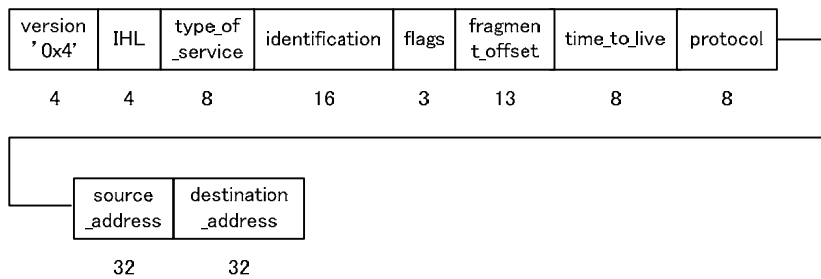 version
'0x4'
IHL
type_of
_service
identification
flags
fragmen
t_offset
time_to_live
protocol
4
4
8
16
3
13
8
8
source
_address
destination
_address
32
32